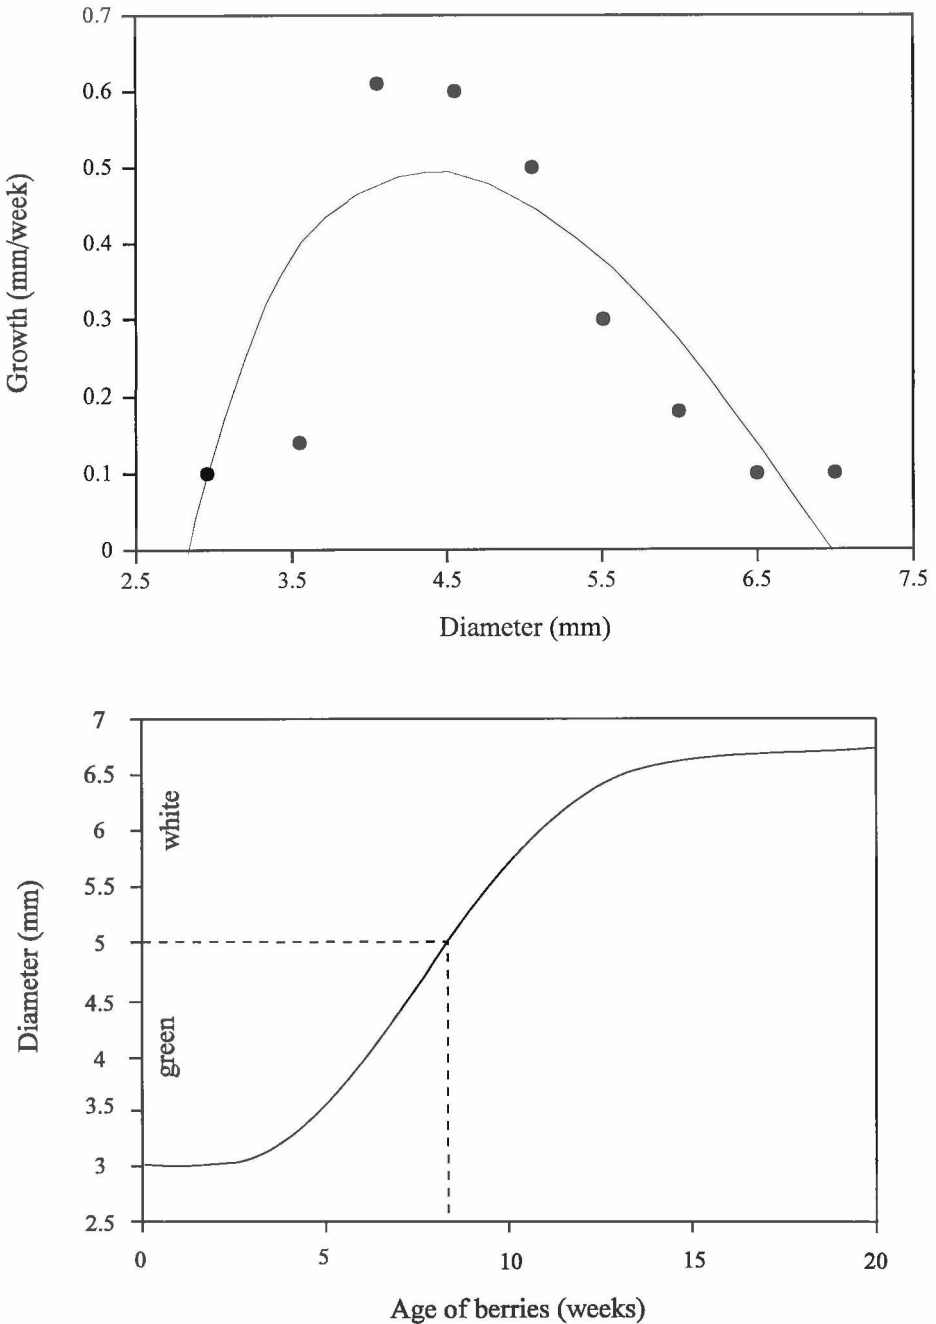 0.7
0.6
0.5
0.4
0.3
0.2
0.1
0
Growth (mm/week)
2.5 3.5 4.5 5.5 6.5 7.5
Diameter (mm)
7
6.5
6
5.5
5
4.5
4
3.5
3
2.5
Diameter (mm)
white
green
0 5 10 15 20
Age of berries (weeks)